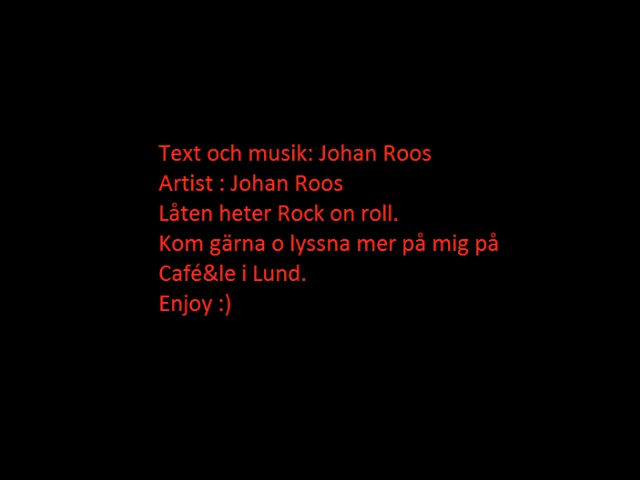 Text och musik: Johan Roos
Artist : Johan Roos
Låten heter Rock on roll.
Kom gärna o lyssna mer på mig på
Café&le i Lund.
Enjoy :)